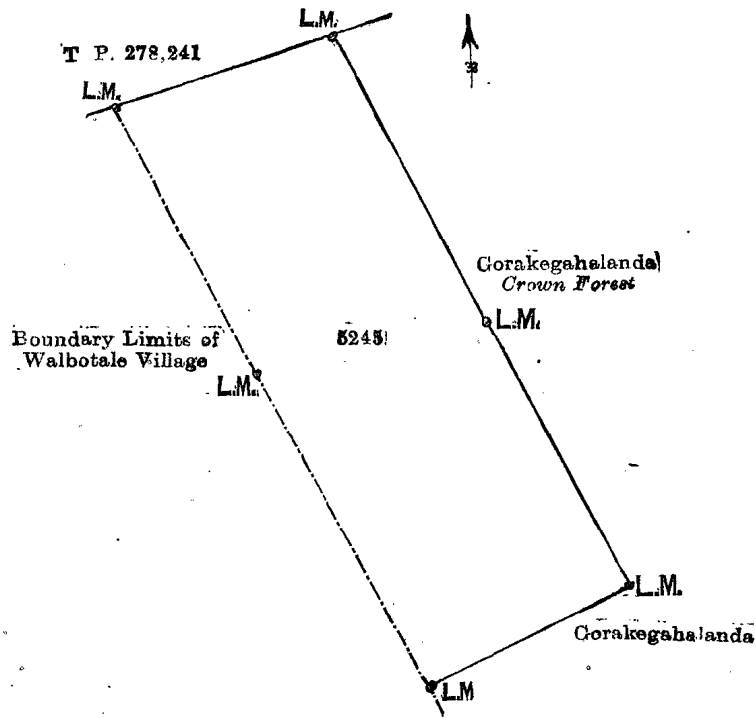 L.M.
T P. 278,241
L.M.
Gorakegahalanda
Crown Forest
L.M.
Boundary Limits of
Walbotale Village
5245
L.M.
L.M.
Gorakegahalanda
L.M